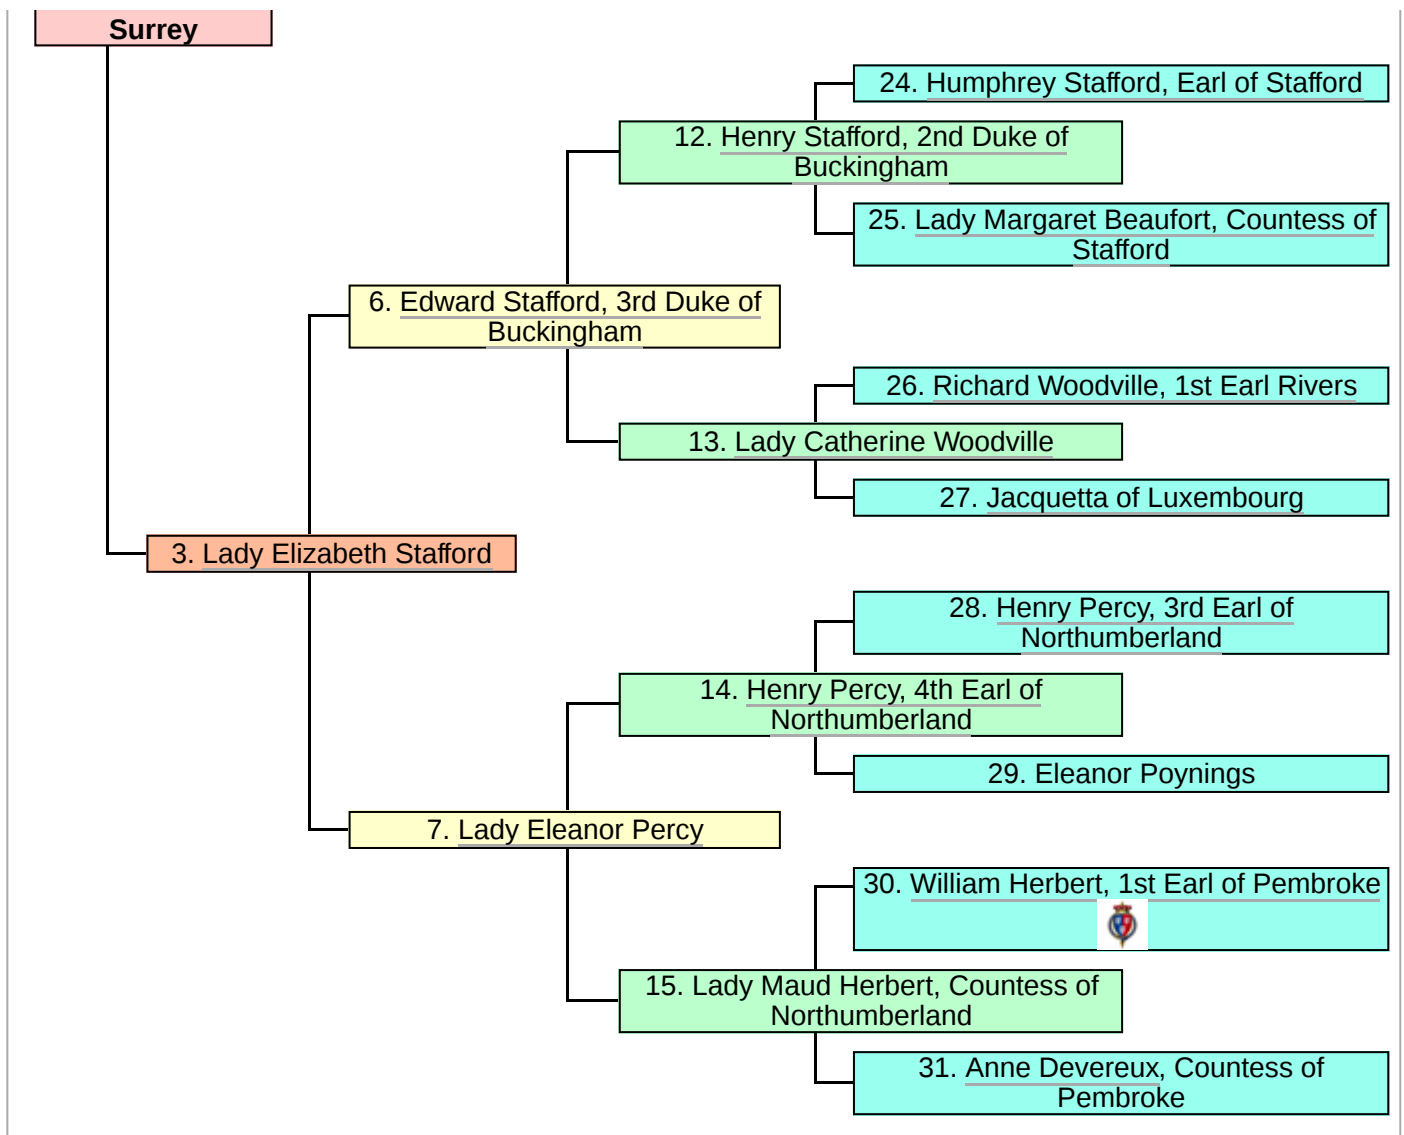 Surrey
24. Humphrey Stafford, Earl of Stafford
12. Henry Stafford, 2nd Duke of
Buckingham
25. Lady Margaret Beaufort, Countess of
Stafford
6. Edward Stafford, 3rd Duke of
Buckingham
26. Richard Woodville, 1st Earl Rivers
13. Lady Catherine Woodville
27. Jacquetta of Luxembourg
3. Lady Elizabeth Stafford
28. Henry Percy, 3rd Earl of
Northumberland
14. Henry Percy, 4th Earl of
Northumberland
29. Eleanor Poynings
7. Lady Eleanor Percy
30. William Herbert, 1st Earl of Pembroke
15. Lady Maud Herbert, Countess of
Northumberland
31. Anne Devereux, Countess of
Pembroke